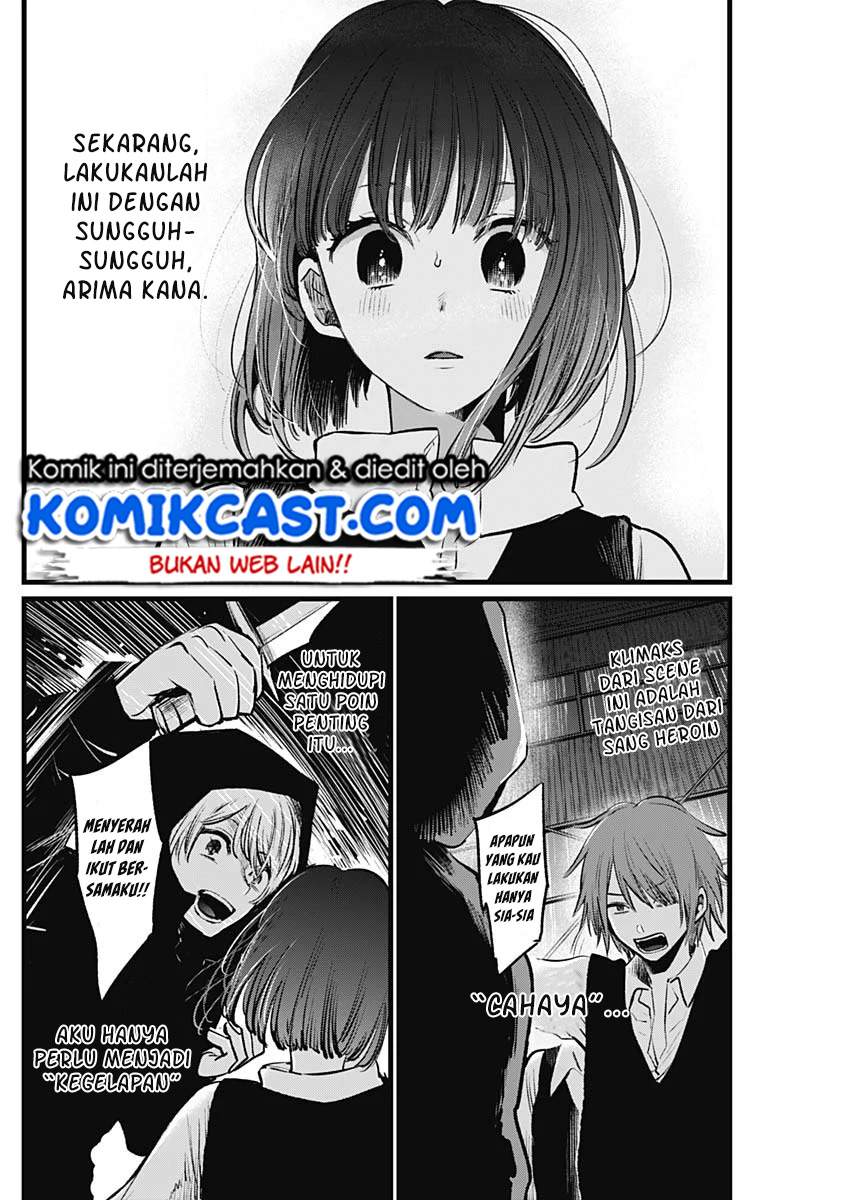 SEKARANG,
LAKUKANLAH
INI DENGAN
SUNGGUH-
SUNGGUH,
ARIMA KANA.
Komik ini diterjemahkan & diedit oleh
KOMIKCAST.COM
BUKAN WEB LAIN!!
KLIMAKS
DARI SCENE
INI ADALAH
TANGISAN DARI
SANG HEROIN
APAPUN
YANG KAU
LAKUKAN
HANYA
SIA-SIA
"CAHAYA"...
UNTUK
MENGHIDUPI
SATU POIN
PENTING
ITU...
MENYERAH
LAH DAN
IKUT BER-
SAMAKU!!
AKU HANYA
PERLU MENJADI
"KEGELAPAN"